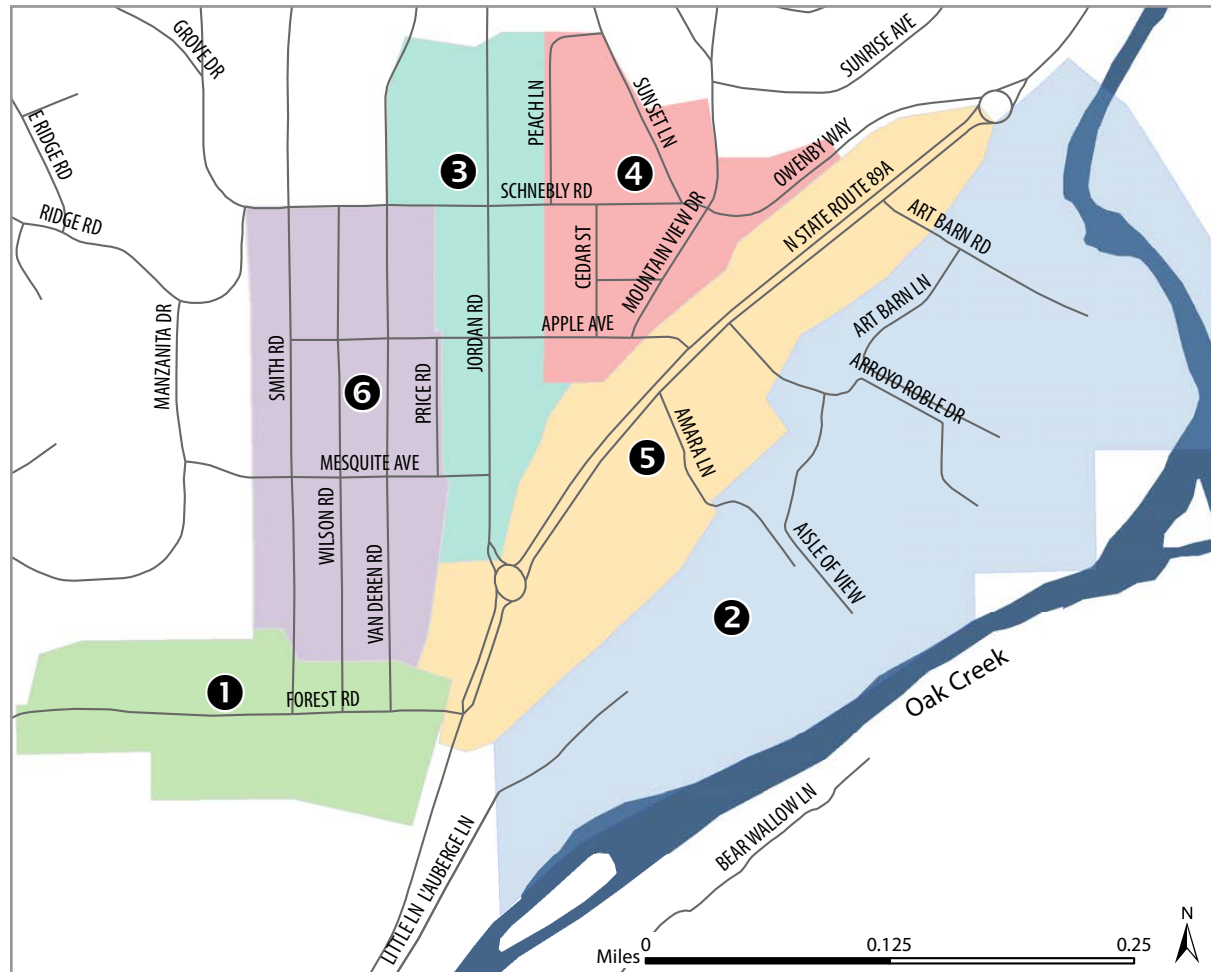 GROVE DR
SUNRISE AVE
E RIDGE RD
PEACH LN
SUNSET LN
OWENBY WAY
3
4
SCHNEBLY RD
N STATE ROUTE 89A
RIDGE RD
ART BARN RD
CEDAR ST
MOUNTAIN VIEW DR
MANZANITA DR
SMITH RD
JORDAN RD
APPLE AVE
ART BARN LN
6
PRICE RD
ARROYO ROBLE DR
AMARA LN
5
MESQUITE AVE
WILSON RD
VAN DEREN RD
AISLE OF VIEW
2
1
FOREST RD
Oak Creek
LITTLE LN
L'AUBERGE LN
BEAR WALLOW LN
N
Miles
0
0.125
0.25